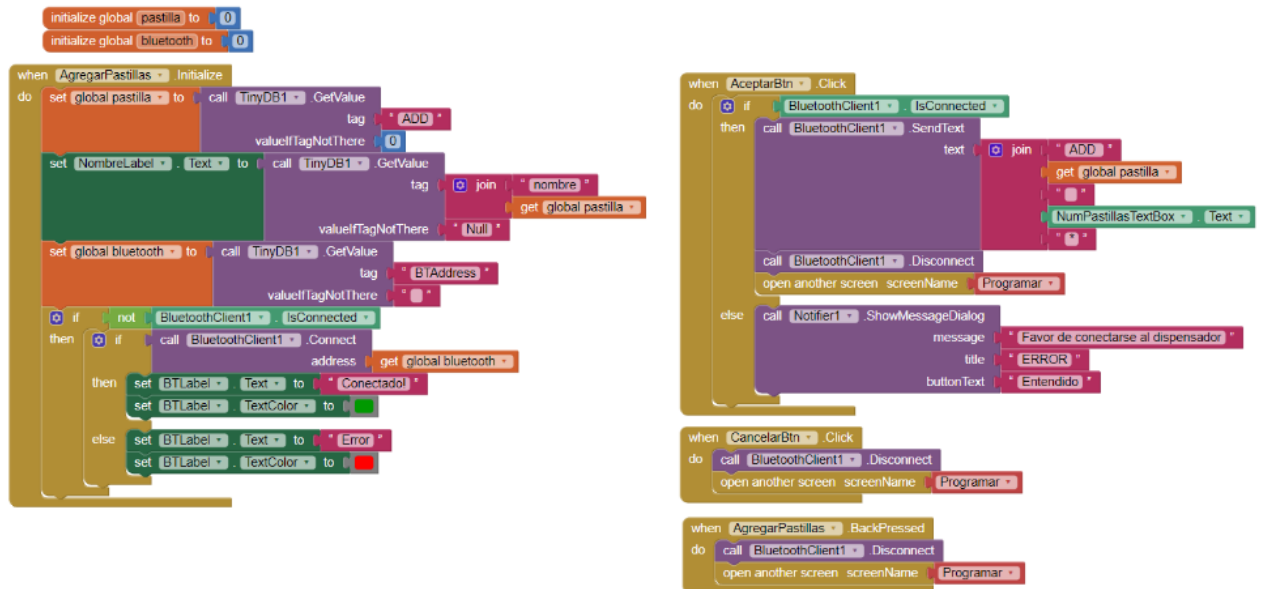 initialize global pastilla to 0
initialize global bluetooth to 0
when AgregarPastillas .Initialize
do set global pastilla to call TinyDB1 .GetValue
tag " ADD "
valueIfTagNotThere 0
set NombreLabel . Text to call TinyDB1 .GetValue
tag join " nombre "
get global pastilla
valueIfTagNotThere " Null "
set global bluetooth to call TinyDB1 .GetValue
tag " BTAddress "
valueIfTagNotThere " "
if not BluetoothClient1 . IsConnected
then if call BluetoothClient1 .Connect
address get global bluetooth
then set BTLabel . Text to " Conectado! "
set BTLabel . TextColor to
else set BTLabel . Text to " Error "
set BTLabel . TextColor to
when AceptarBtn .Click
do if BluetoothClient1 . IsConnected
then call BluetoothClient1 .SendText
text join " ADD "
get global pastilla
" "
NumPastillasTextBox . Text
" * "
call BluetoothClient1 .Disconnect
open another screen screenName Programar
else call Notifier1 .ShowMessageDialog
message " Favor de conectarse al dispensador "
title " ERROR "
buttonText " Entendido "
when CancelarBtn .Click
do call BluetoothClient1 .Disconnect
open another screen screenName Programar
when AgregarPastillas .BackPressed
do call BluetoothClient1 .Disconnect
open another screen screenName Programar